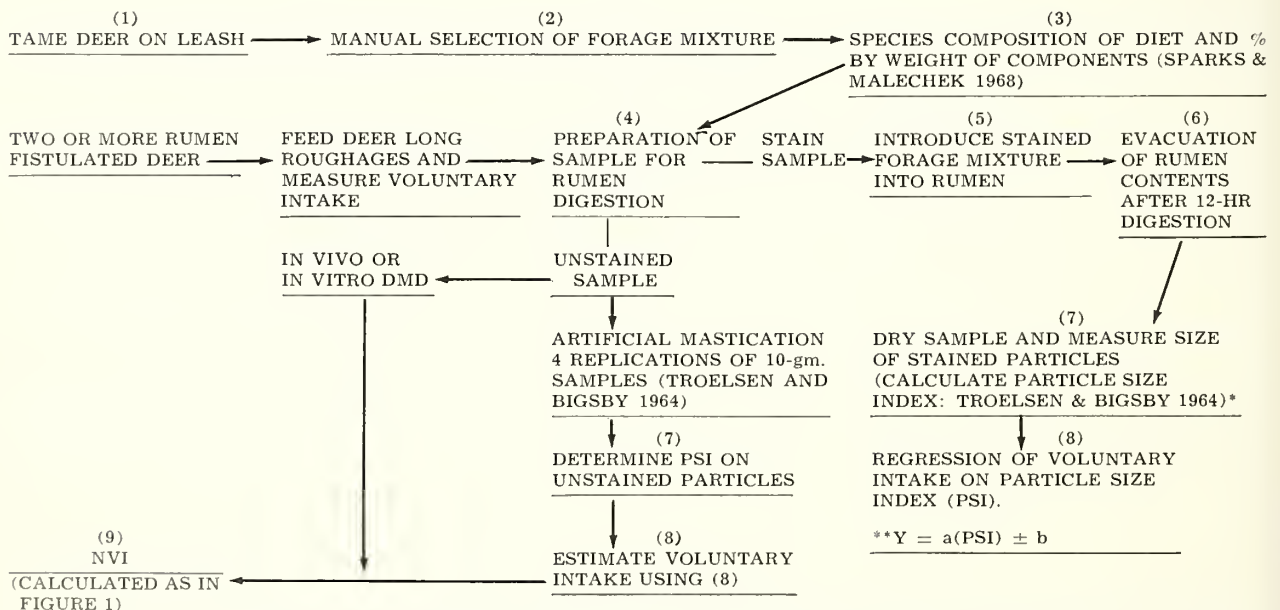 (1)
TAME DEER ON LEASH
(2)
MANUAL SELECTION OF FORAGE MIXTURE
(3)
SPECIES COMPOSITION OF DIET AND %
BY WEIGHT OF COMPONENTS (SPARKS &
MALECHEK 1968)
TWO OR MORE RUMEN
FISTULATED DEER
FEED DEER LONG
ROUGHAGES AND
MEASURE VOLUNTARY
INTAKE
(4)
PREPARATION OF
SAMPLE FOR
RUMEN
DIGESTION
STAIN
SAMPLE
(5)
INTRODUCE STAINED
FORAGE MIXTURE
INTO RUMEN
(6)
EVACUATION
OF RUMEN
CONTENTS
AFTER 12-HR
DIGESTION
IN VIVO OR
IN VITRO DMD
UNSTAINED
SAMPLE
ARTIFICIAL MASTICATION
4 REPLICATIONS OF 10-gm.
SAMPLES (TROELSEN AND
BIGSBY 1964)
(7)
DRY SAMPLE AND MEASURE SIZE
OF STAINED PARTICLES
(CALCULATE PARTICLE SIZE
INDEX: TROELSEN & BIGSBY 1964)*
(7)
DETERMINE PSI ON
UNSTAINED PARTICLES
(8)
REGRESSION OF VOLUNTARY
INTAKE ON PARTICLE SIZE
INDEX (PSI).
**Y = a(PSI) ± b
(8)
ESTIMATE VOLUNTARY
INTAKE USING (8)
(9)
NVI
(CALCULATED AS IN
FIGURE 1)